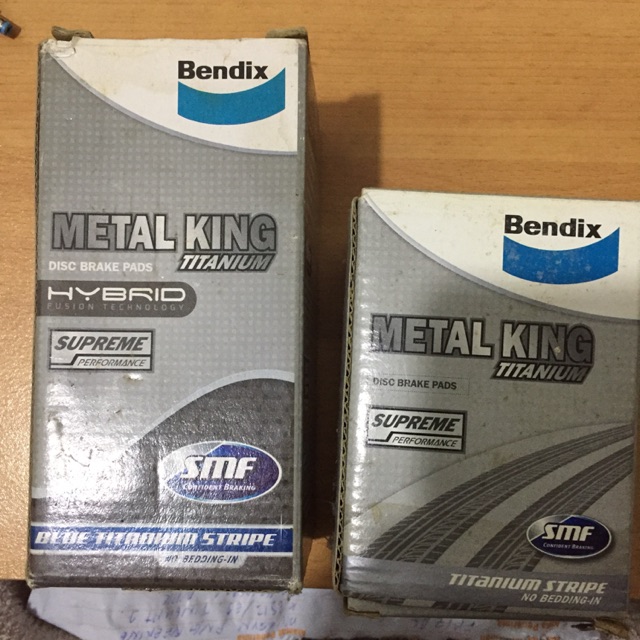 Bendix
METAL KING
TITANIUM
DISC BRAKE PADS
HYBRID
FUSION TECHNOLOGY
SUPREME
PERFORMANCE
SMF
CONFIDENT BRAKING
BLUE TITANIUM STRIPE
NO BEDDING-IN
Bendix
METAL KING
TITANIUM
DISC BRAKE PADS
SUPREME
PERFORMANCE
SMF
CONFIDENT BRAKING
TITANIUM STRIPE
NO BEDDING-IN